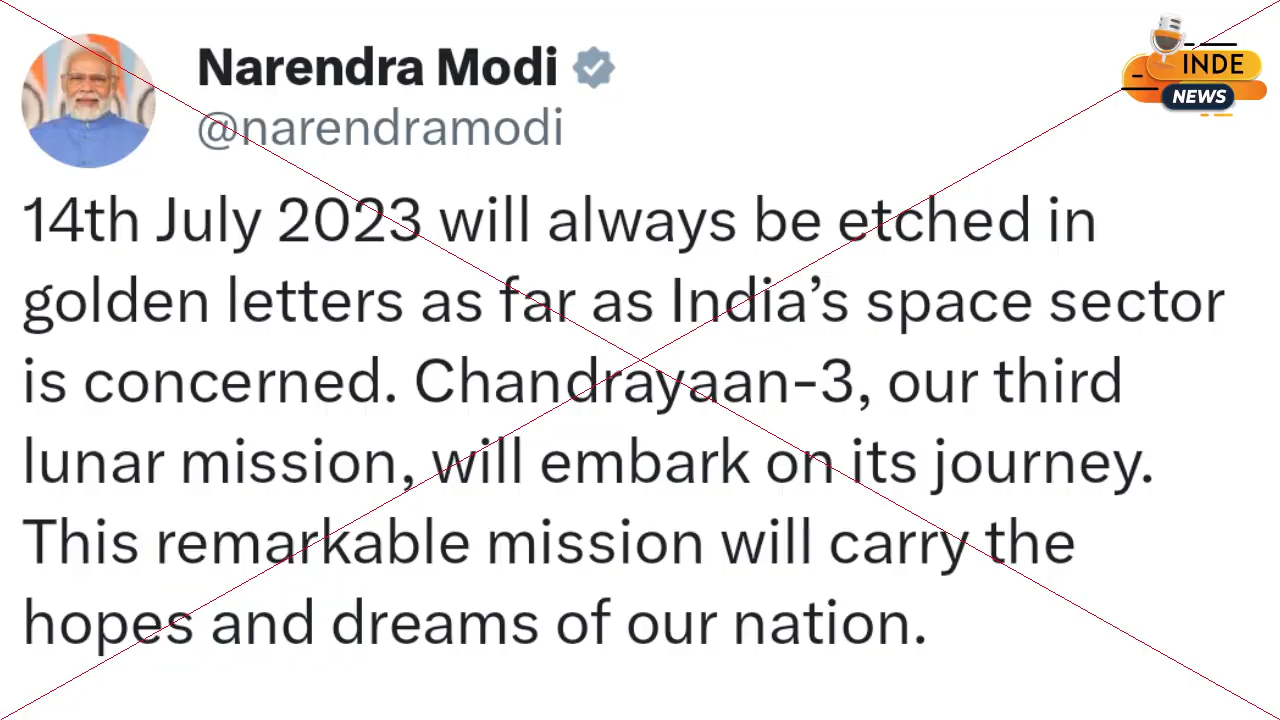 Narendra Modi
@narendramodi
INDE
NEWS
14th July 2023 will always be etched in
golden letters as far as India’s space sector
is concerned. Chandrayaan-3, our third
lunar mission, will embark on its journey.
This remarkable mission will carry the
hopes and dreams of our nation.